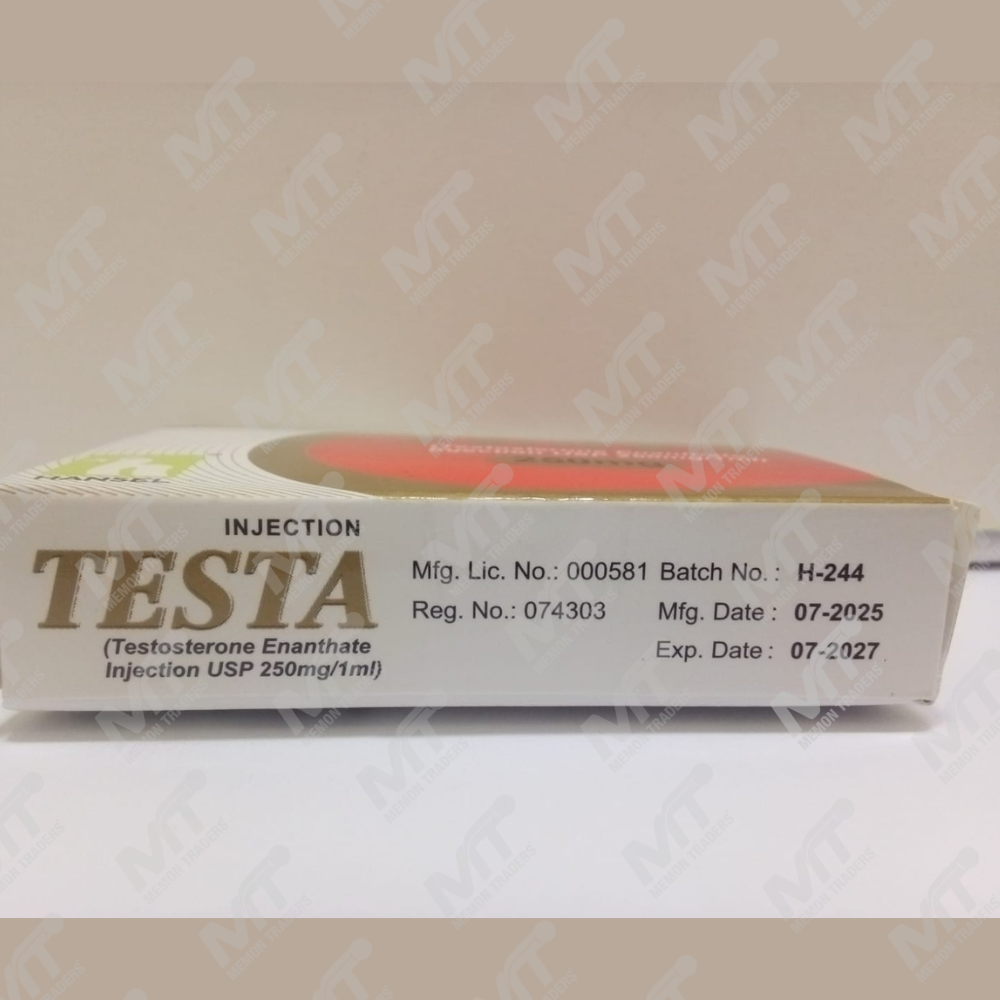 HANSEL
250mg
INJECTION
TESTA
(Testosterone Enanthate
Injection USP 250mg/1ml)
Mfg. Lic. No.: 000581 Batch No. : H-244
Reg. No.: 074303 Mfg. Date : 07-2025
Exp. Date : 07-2027
MT
MEMON TRADERS